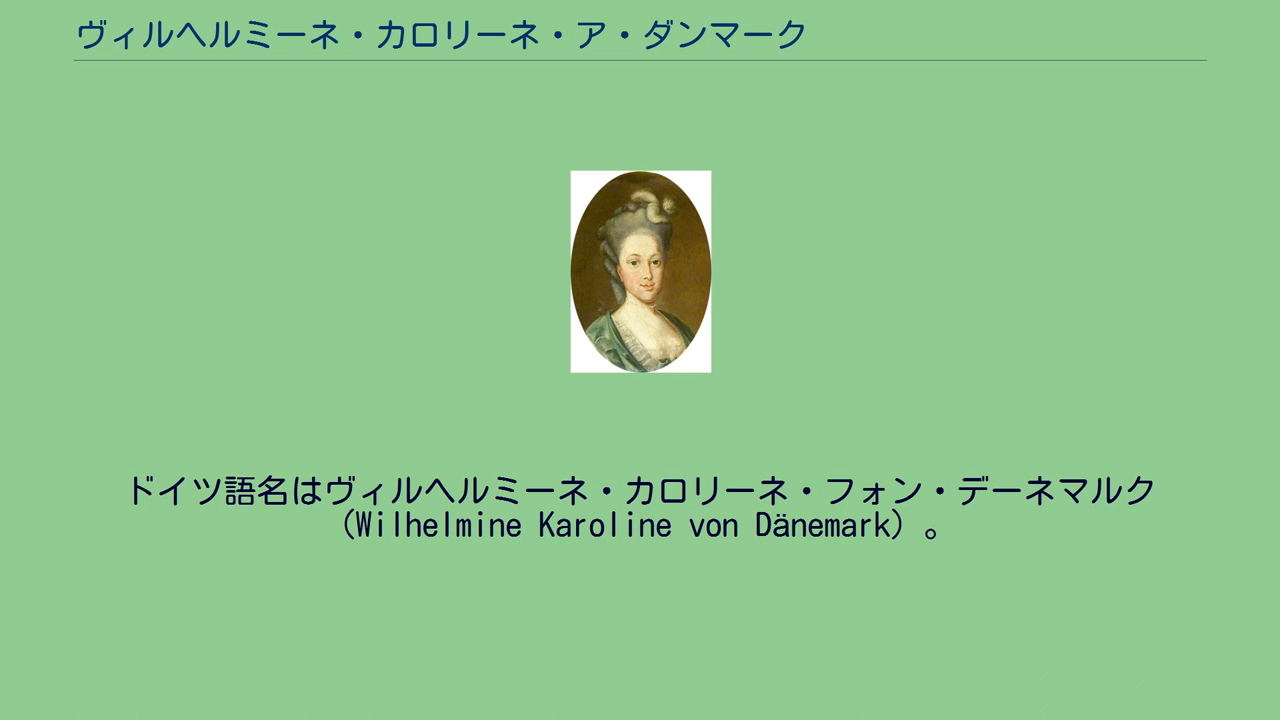 ヴィルヘルミーネ・カロリーネ・ア・ダンマーク
ドイツ語名はヴィルヘルミーネ・カロリーネ・フォン・デーネマルク
（Wilhelmine Karoline von Dänemark）。